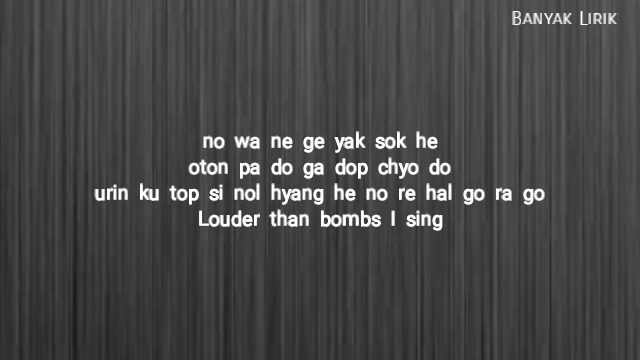 BANYAK LIRIK
no wa ne ge yak sok he
oton pa do ga dop chyo do
urin ku top si nol hyang he no re hal go ra go
Louder than bombs I sing